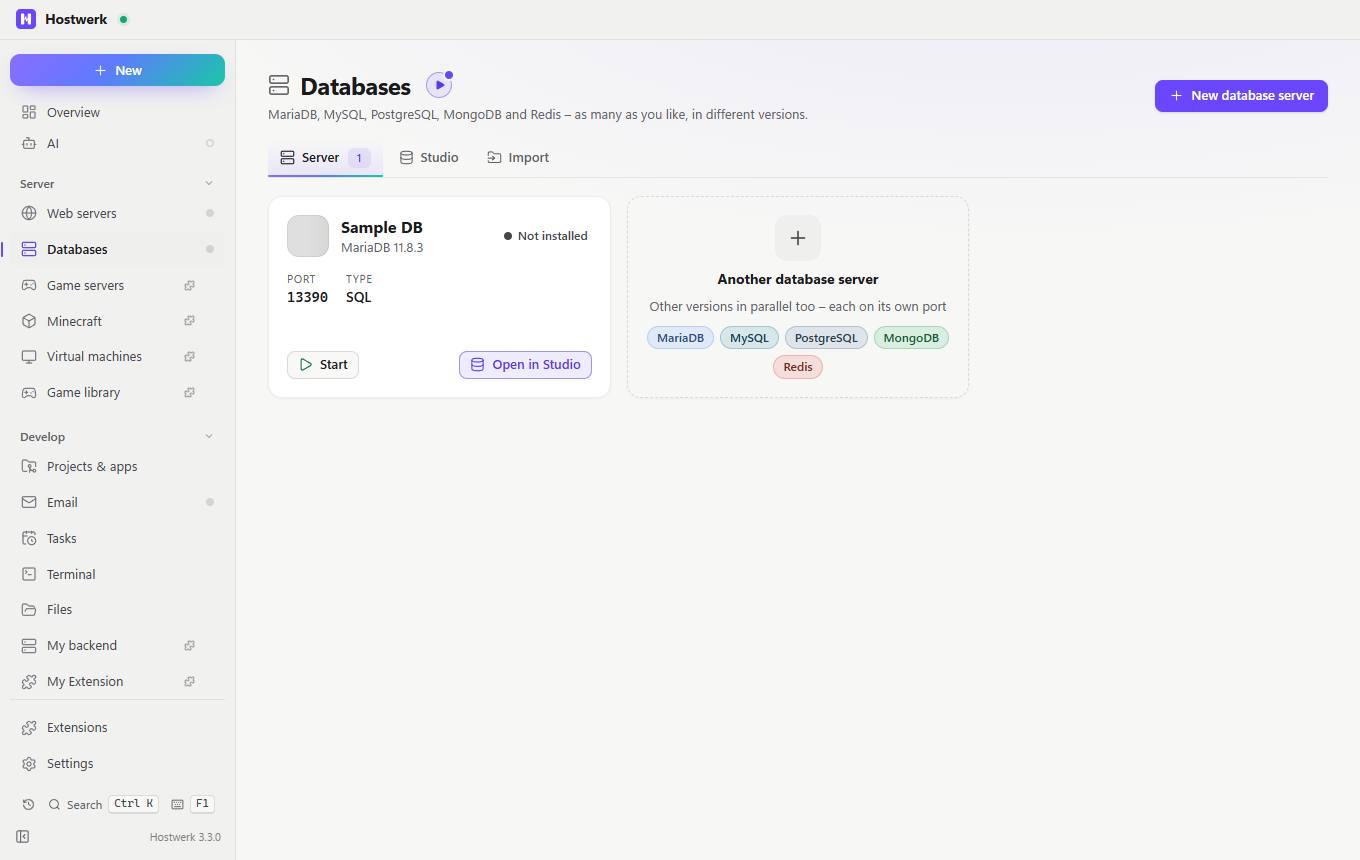 Hostwerk
New
Overview
AI
Server
Web servers
Databases
Game servers
Minecraft
Virtual machines
Game library
Develop
Projects & apps
Email
Tasks
Terminal
Files
My backend
My Extension
Extensions
Settings
Search Ctrl K F1
Hostwerk 3.3.0
Databases
MariaDB, MySQL, PostgreSQL, MongoDB and Redis – as many as you like, in different versions.
New database server
Server 1 Studio Import
Sample DB
MariaDB 11.8.3
Not installed
PORT TYPE
13390 SQL
Start Open in Studio
Another database server
Other versions in parallel too – each on its own port
MariaDB MySQL PostgreSQL MongoDB
Redis